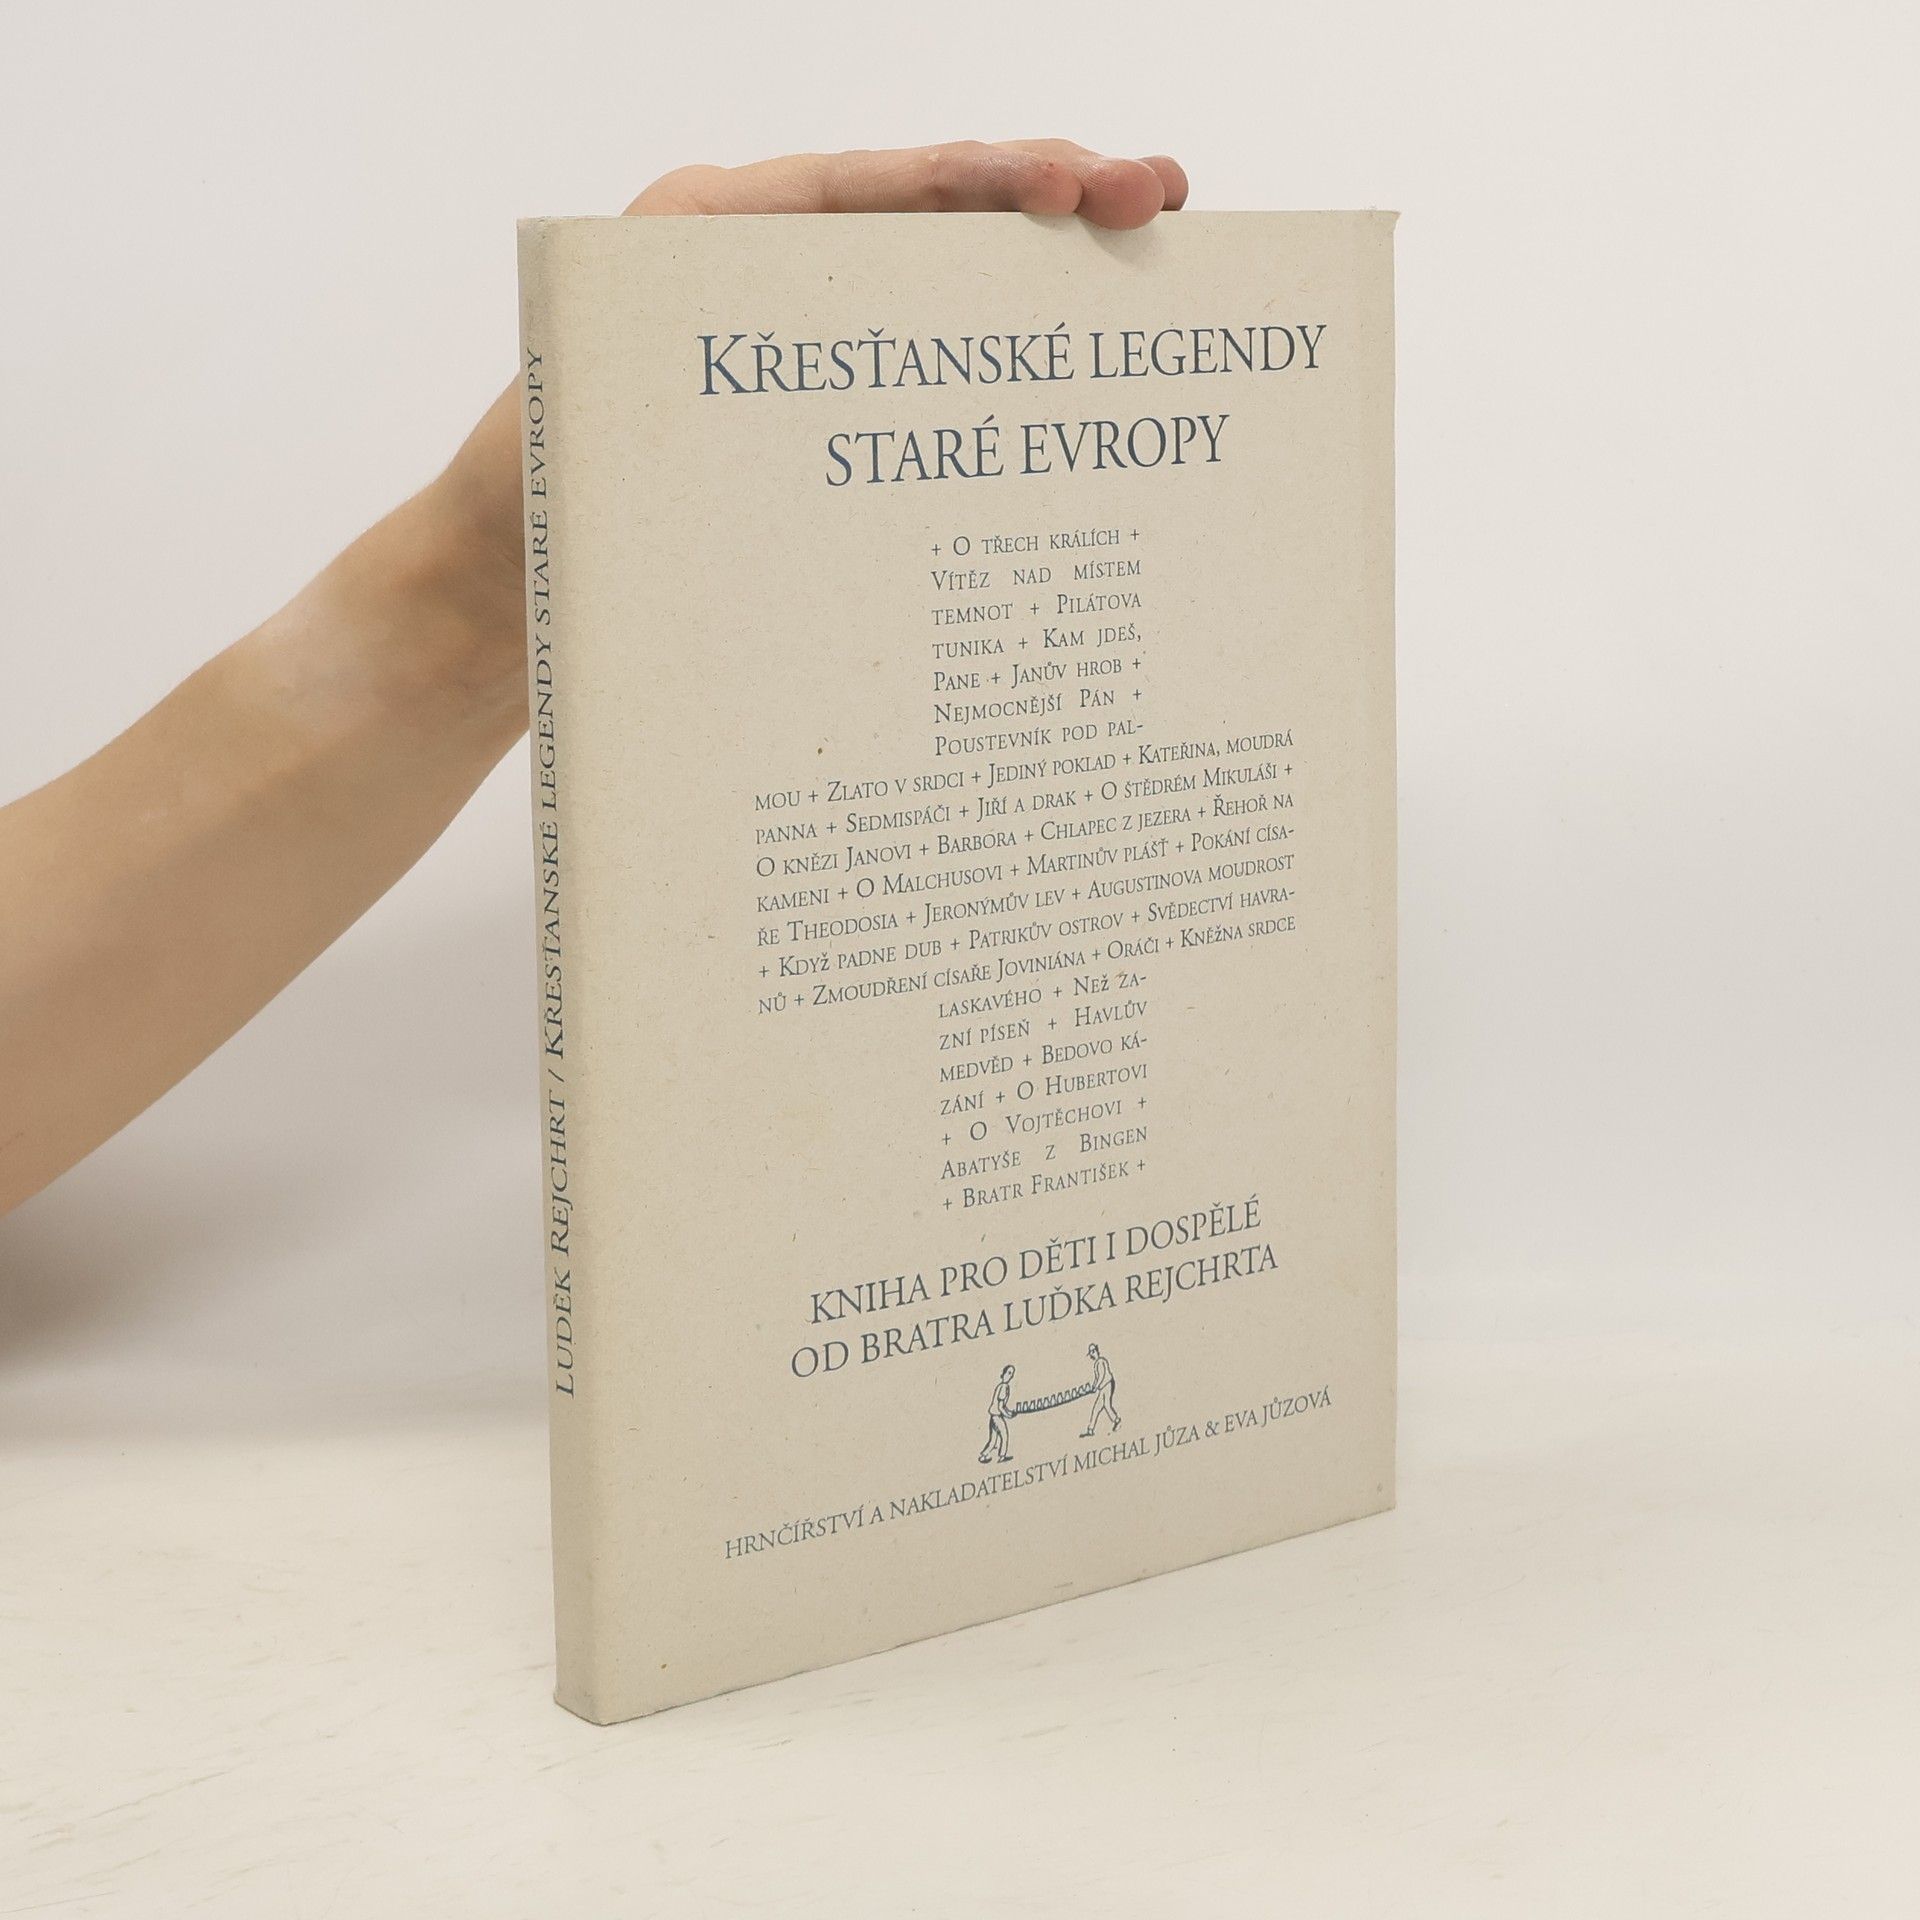 LUDĚK REJCHRT / KŘESŤANSKÉ LEGENDY STARÉ EVROPY
KŘESŤANSKÉ LEGENDY
STARÉ EVROPY
+ O TŘECH KRÁLÍCH +
VÍTĚZ NAD MÍSTEM
TEMNOT + PILÁTOVA
TUNIKA + KAM JDEŠ,
PANE + JANŮV HROB +
NEJMOCNĚJŠÍ PÁN +
POUSTEVNÍK POD PAL-
MOU + ZLATO V SRDCI + JEDINÝ POKLAD + KATEŘINA, MOUDRÁ
PANNA + SEDMISPÁČI + JIŘÍ A DRAK + O ŠTĚDRÉM MIKULÁŠI +
O KNĚZI JANOVI + BARBORA + CHLAPEC Z JEZERA + ŘEHOŘ NA
KAMENI + O MALCHUSOVI + MARTINŮV PLÁŠŤ + POKÁNÍ CÍSA-
ŘE THEODOSIA + JERONÝMŮV LEV + AUGUSTINOVA MOUDROST
+ KDYŽ PADNE DUB + PATRIKŮV OSTROV + SVĚDECTVÍ HAVRA-
NŮ + ZMOUDŘENÍ CÍSAŘE JOVINIÁNA + ORÁČI + KNĚŽNA SRDCE
LASKAVÉHO + NEŽ ZA-
ZNÍ PÍSEŇ + HAVLŮV
MEDVĚD + BEDOVO KÁ-
ZÁNÍ + O HUBERTOVI
+ O VOJTĚCHOVI +
ABATYŠE Z BINGEN
+ BRATR FRANTIŠEK +
KNIHA PRO DĚTI I DOSPĚLÉ
OD BRATRA LUĎKA REJCHRTA
HRNČÍŘSTVÍ A NAKLADATELSTVÍ MICHAL JŮZA & EVA JŮZOVÁ